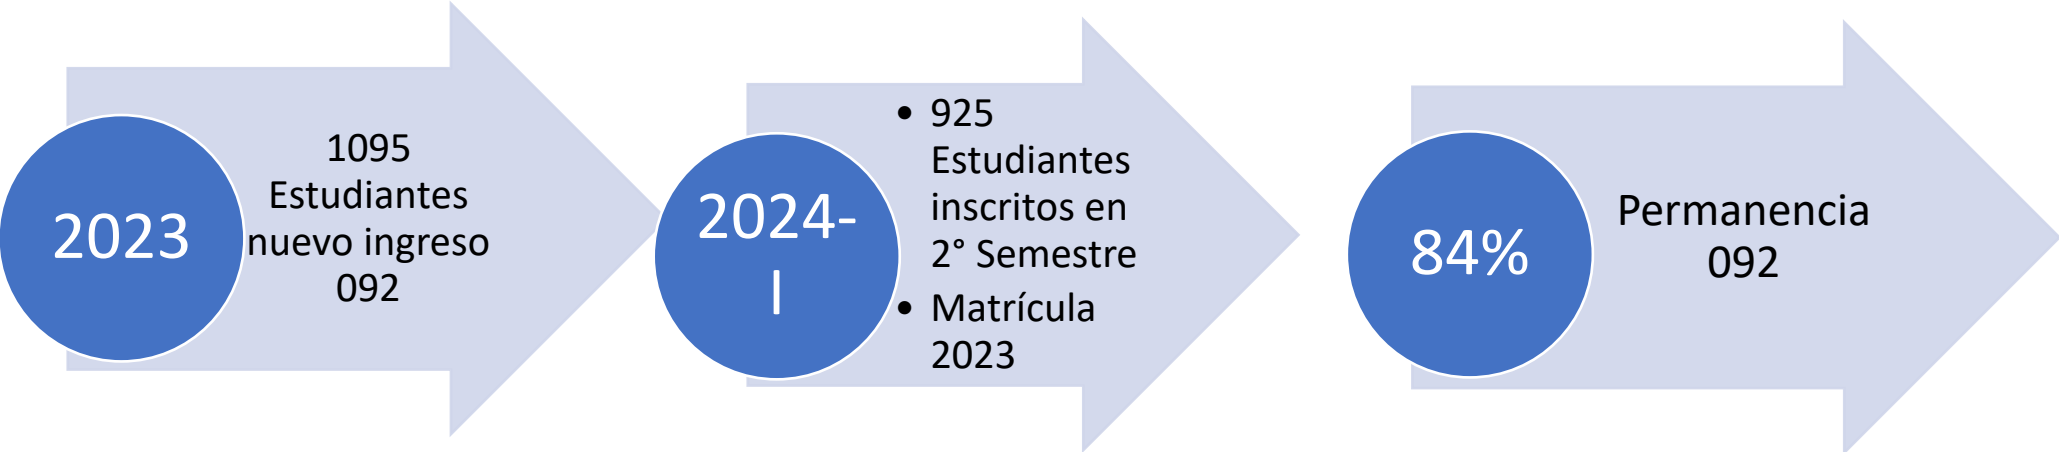 2023
1095
Estudiantes
nuevo ingreso
092
2024-
I
• 925
Estudiantes
inscritos en
2° Semestre
• Matrícula
2023
84%
Permanencia
092